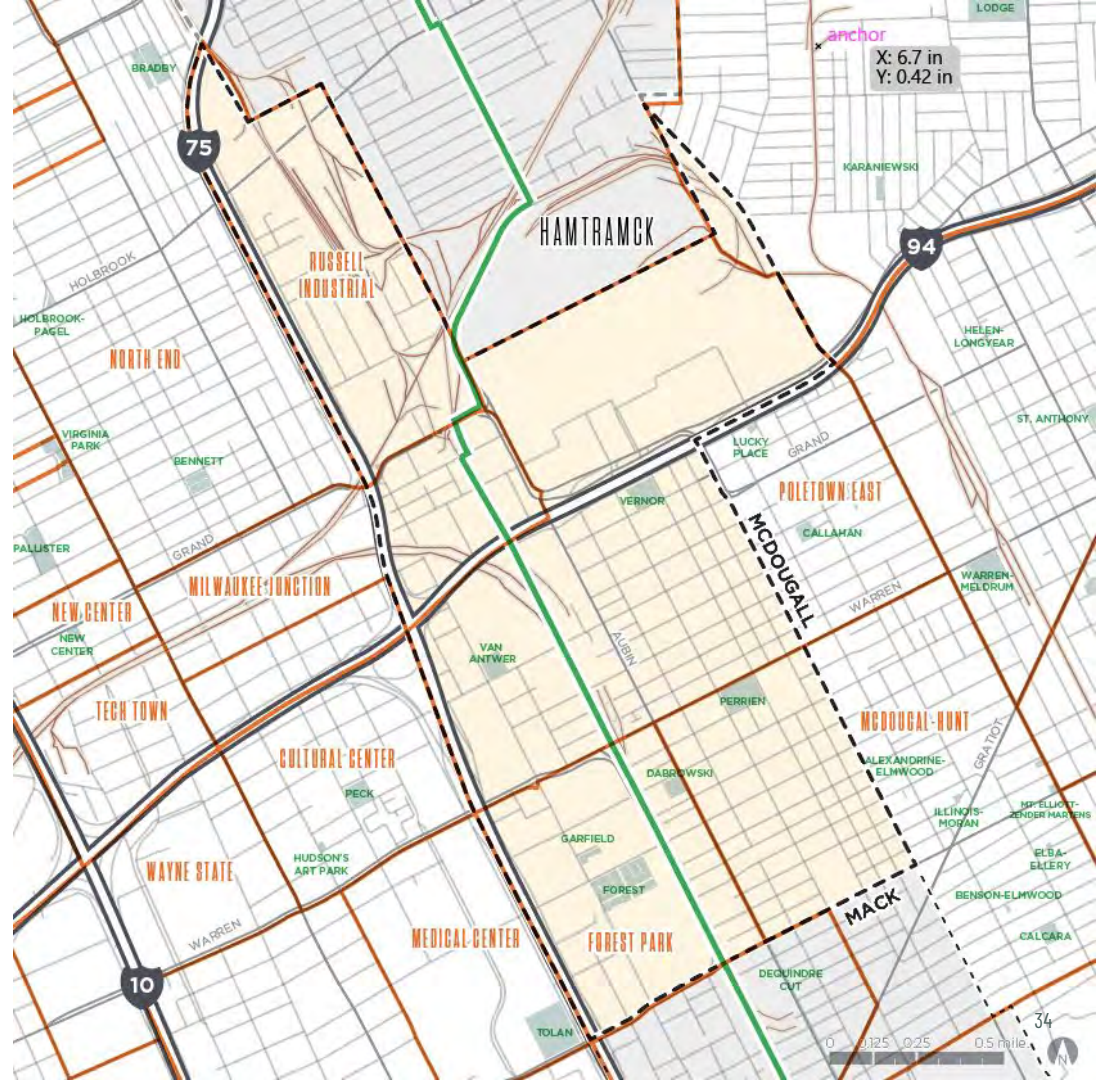 LODGE
anchor
X: 6.7 in
Y: 0.42 in
BRADBY
75
KARANIEWSKI
HAMTRAMCK
94
HOLBROOK
RUSSELL
INDUSTRIAL
HOLBROOK-
PAGEL
NORTH END
HELEN-
LONGYEAR
VIRGINIA
PARK
BENNETT
ST. ANTHONY
LUCKY
PLACE
GRAND
VERNOR
POLETOWN EAST
CALLAHAN
PALLISTER
GRAND
MILWAUKEE JUNCTION
MCDOUGALL
WARREN-
MELDRUM
WARREN
NEW CENTER
NEW
CENTER
VAN
ANTWER
AUBIN
PERRIEN
TECH TOWN
MCDOUGAL-HUNT
GRATIOT
CULTURAL CENTER
PECK
DABROWSKI
ALEXANDRINE-
ELMWOOD
ILLINOIS-
MORAN
MT. ELLIOTT-
ZENDER MARTENS
GARFIELD
WAYNE STATE
HUDSON'S
ART PARK
ELBA-
ELLERY
FOREST
BENSON-ELMWOOD
MACK
WARREN
MEDICAL CENTER
FOREST PARK
CALCARA
10
DEQUINDRE
CUT
TOLAN
34
0 0.125 0.25 0.5 mile
N